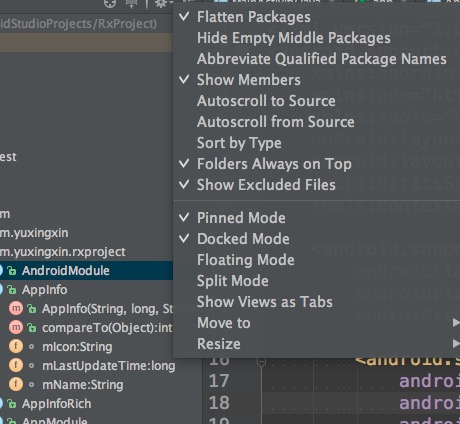 oidStudioProjects/RxProject)
Flatten Packages
Hide Empty Middle Packages
Abbreviate Qualified Package Names
Show Members
Autoscroll to Source
Autoscroll from Source
Sort by Type
Folders Always on Top
Show Excluded Files
Pinned Mode
Docked Mode
Floating Mode
Split Mode
Show Views as Tabs
Move to
Resize
est
m
m.yuxingxin
m.yuxingxin.rxproject
AndroidModule
AppInfo
m AppInfo(String, long, St
m compareTo(Object):int
f mIcon:String
f mLastUpdateTime:long
f mName:String
AppInfoRich
AppModule
16 <android.s
17 androi
18 androi
19 androi